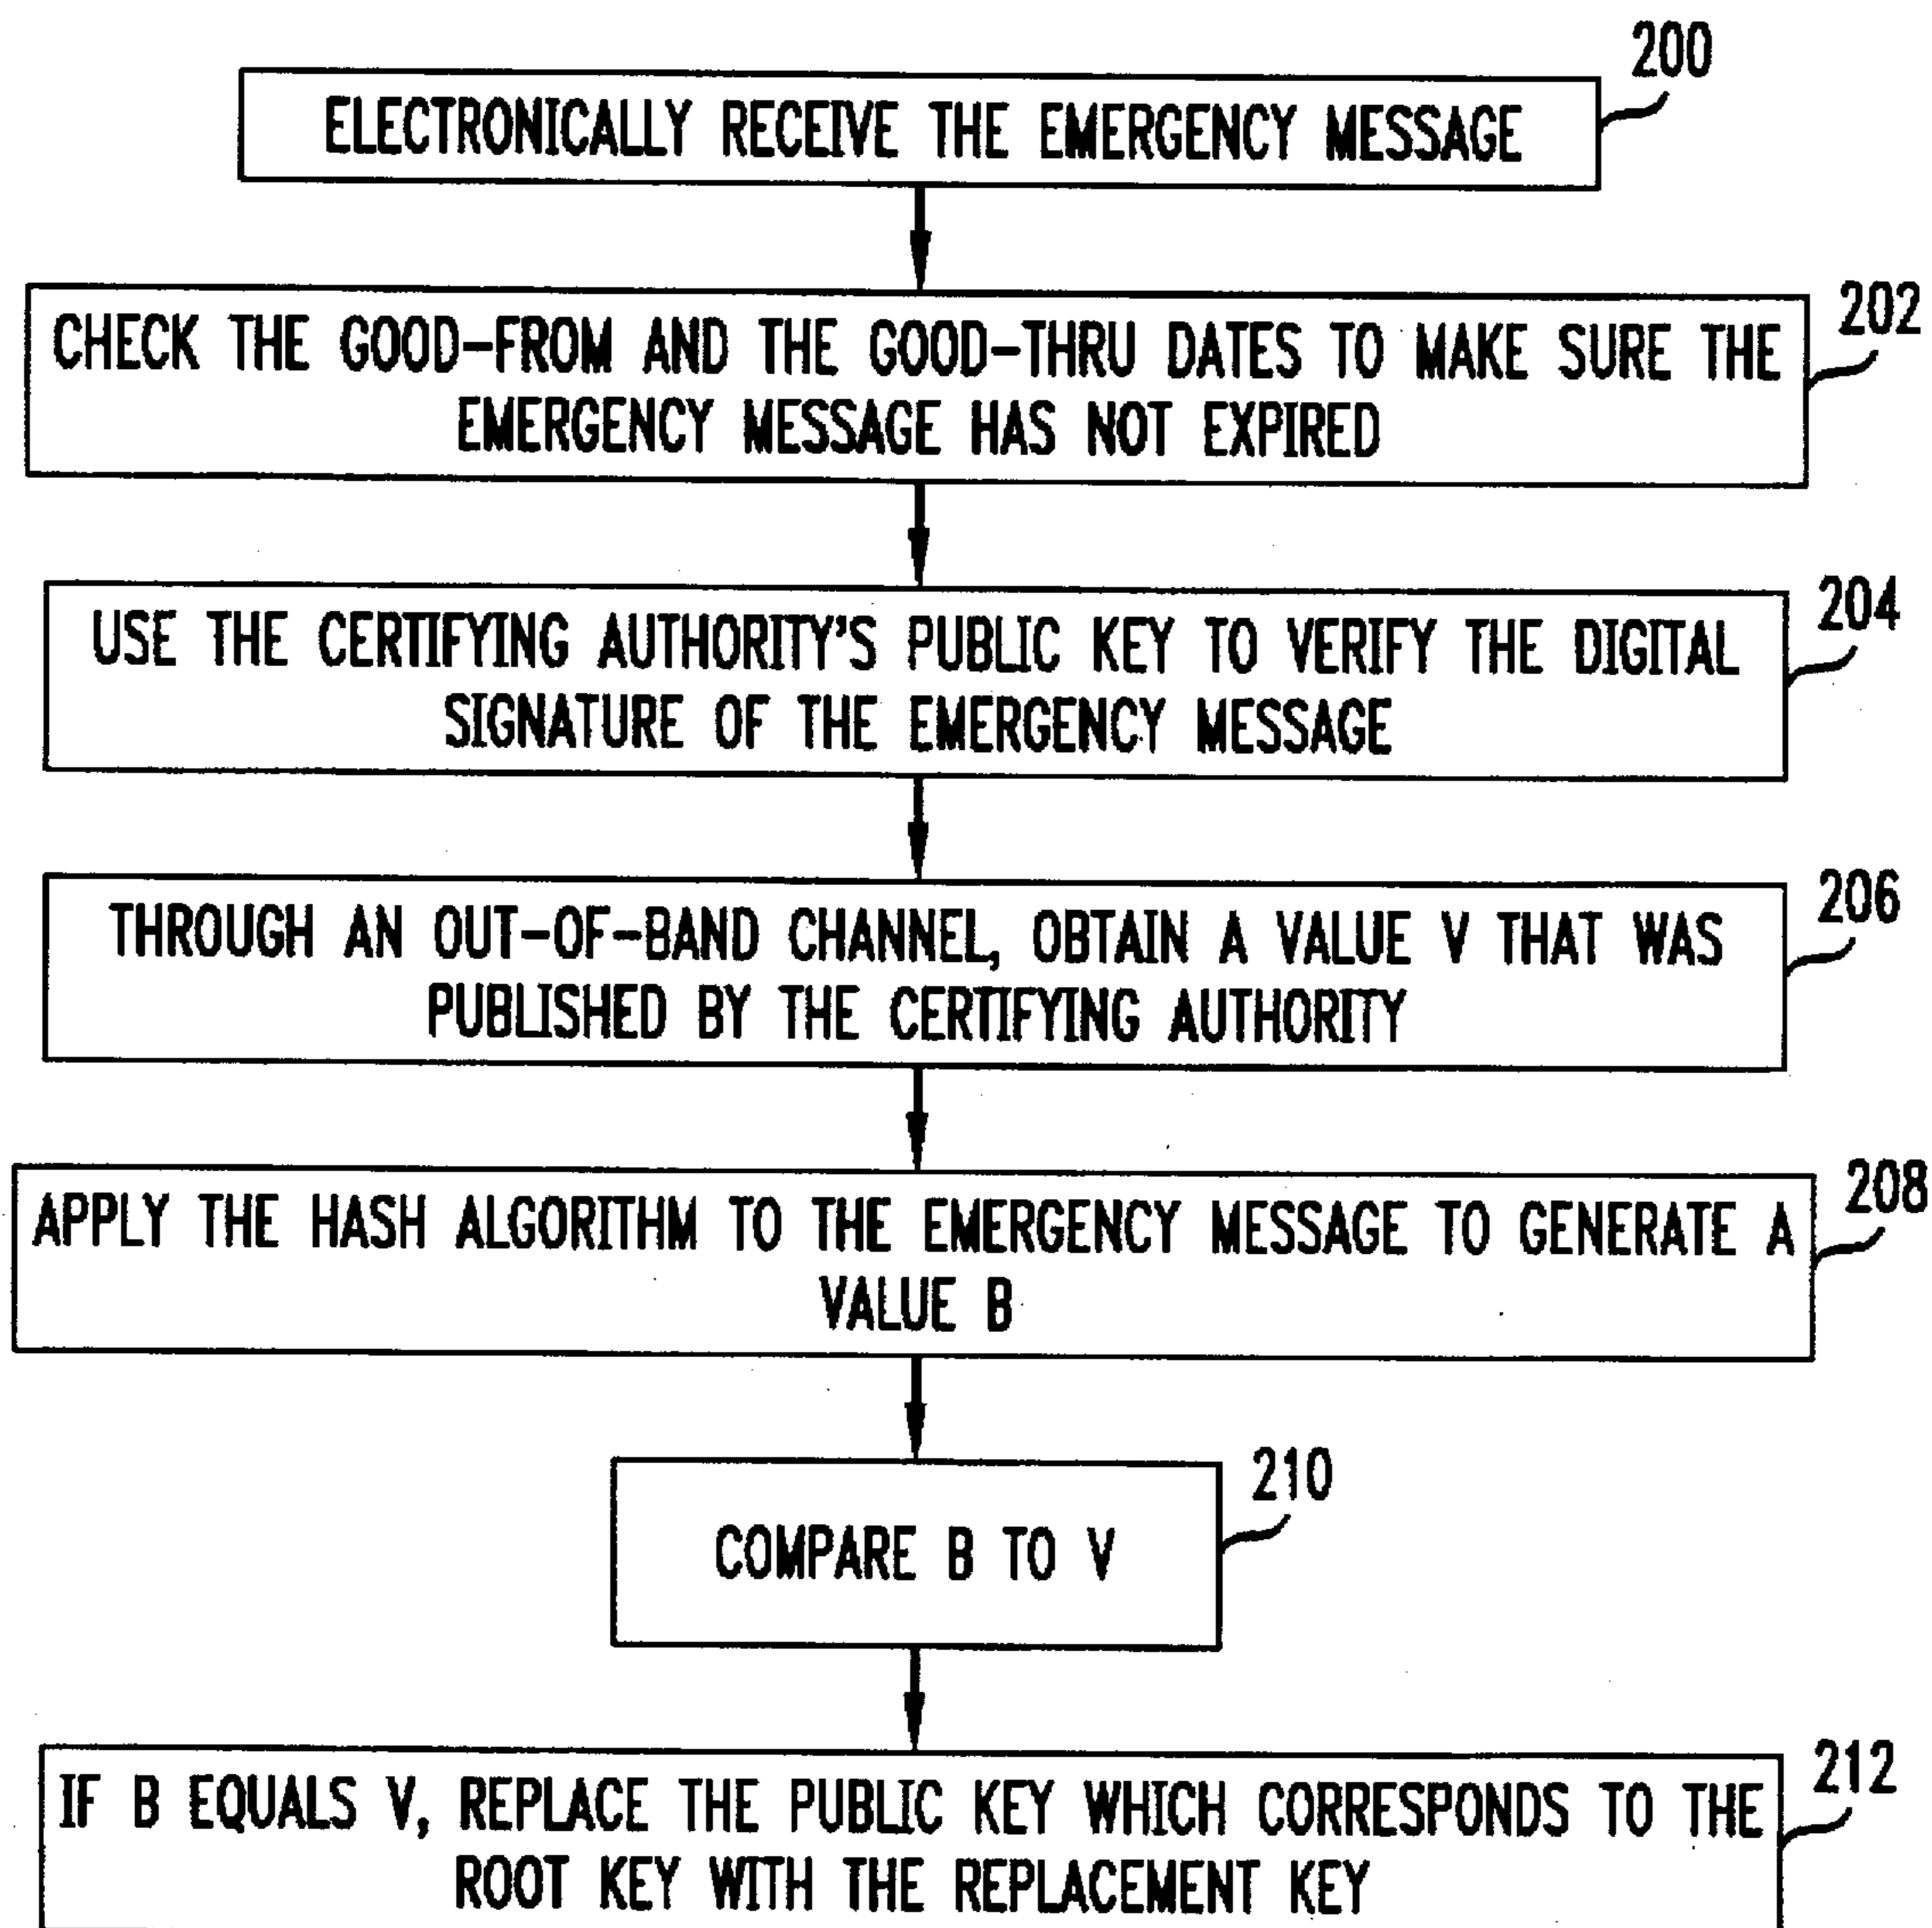 200
ELECTRONICALLY RECEIVE THE EMERGENCY MESSAGE
202
CHECK THE GOOD-FROM AND THE GOOD-THRU DATES TO MAKE SURE THE
EMERGENCY MESSAGE HAS NOT EXPIRED
204
USE THE CERTIFYING AUTHORITY'S PUBLIC KEY TO VERIFY THE DIGITAL
SIGNATURE OF THE EMERGENCY MESSAGE
206
THROUGH AN OUT-OF-BAND CHANNEL, OBTAIN A VALUE V THAT WAS
PUBLISHED BY THE CERTIFYING AUTHORITY
208
APPLY THE HASH ALGORITHM TO THE EMERGENCY MESSAGE TO GENERATE A
VALUE B
210
COMPARE B TO V
212
IF B EQUALS V, REPLACE THE PUBLIC KEY WHICH CORRESPONDS TO THE
ROOT KEY WITH THE REPLACEMENT KEY